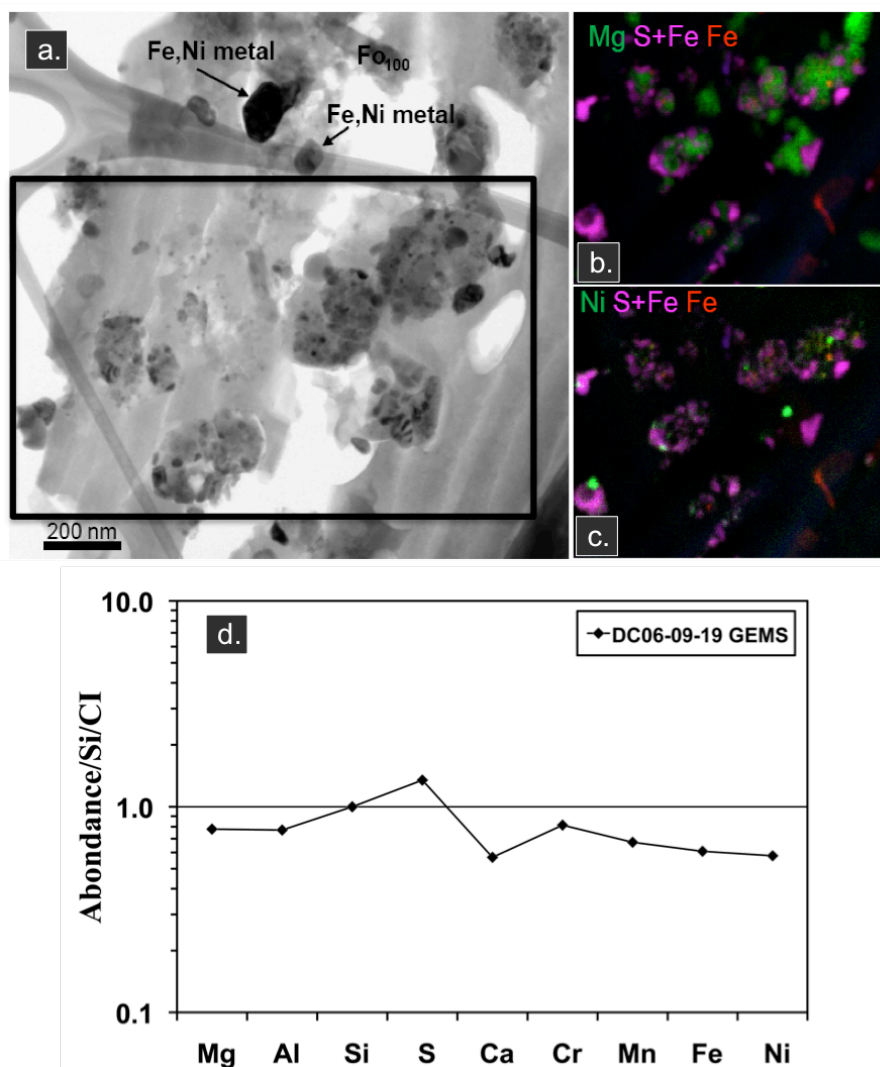 a.
Fe,Ni metal
Fo100
Fe,Ni metal
200 nm
Mg S+Fe Fe
b.
Ni S+Fe Fe
c.
d.
DC06-09-19 GEMS
Abondance/Si/CI
10.0
1.0
0.1
Mg Al Si S Ca Cr Mn Fe Ni